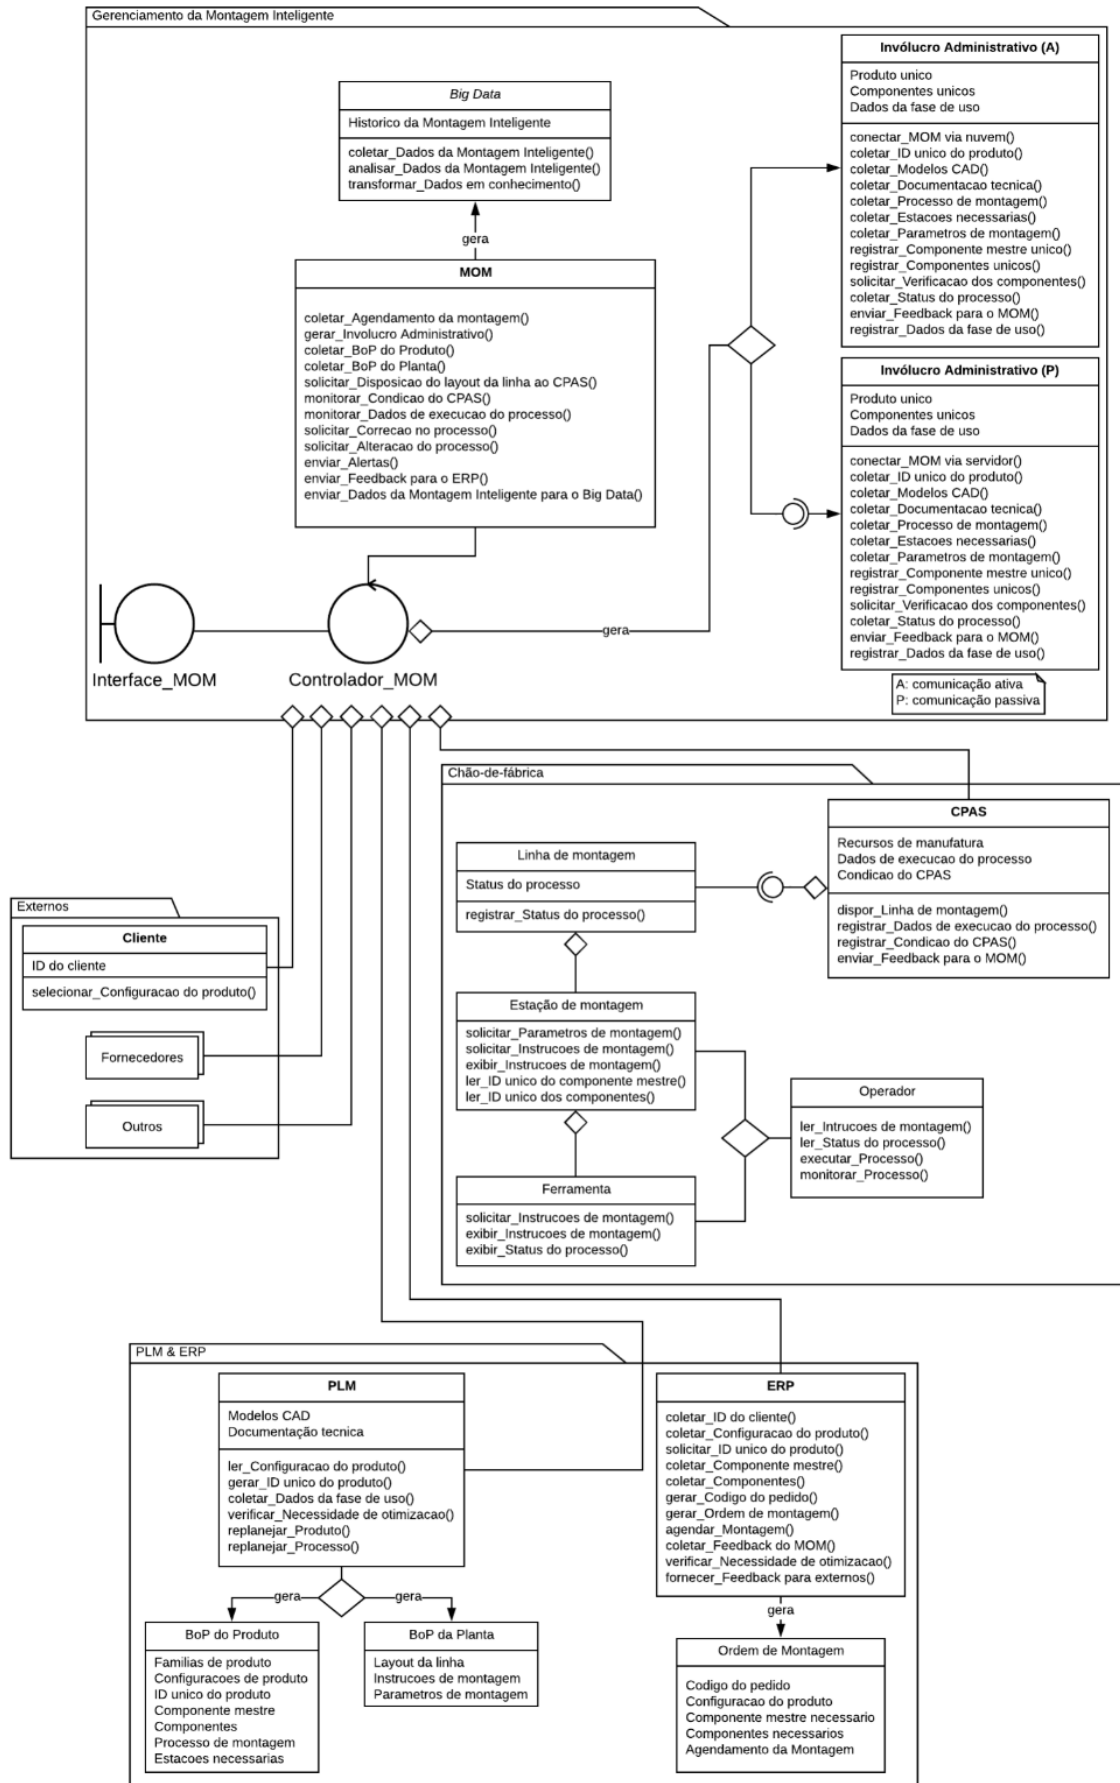 Gerenciamento da Montagem Inteligente
Big Data
Historico da Montagem Inteligente
coletar_Dados da Montagem Inteligente()
analisar_Dados da Montagem Inteligente()
transformar_Dados em conhecimento()
gera
MOM
coletar_Agendamento da montagem()
gerar_Involucro Administrativo()
coletar_BoP do Produto()
coletar_BoP do Planta()
solicitar_Disposicao do layout da linha ao CPAS()
monitorar_Condicao do CPAS()
monitorar_Dados de execucao do processo()
solicitar_Correcao no processo()
solicitar_Alteracao do processo()
enviar_Alertas()
enviar_Feedback para o ERP()
enviar_Dados da Montagem Inteligente para o Big Data()
Invólucro Administrativo (A)
Produto unico
Componentes unicos
Dados da fase de uso
conectar_MOM via nuvem()
coletar_ID unico do produto()
coletar_Modelos CAD()
coletar_Documentacao tecnica()
coletar_Processo de montagem()
coletar_Estacoes necessarias()
coletar_Parametros de montagem()
registrar_Componente mestre unico()
registrar_Componentes unicos()
solicitar_Verificacao dos componentes()
coletar_Status do processo()
enviar_Feedback para o MOM()
registrar_Dados da fase de uso()
Invólucro Administrativo (P)
Produto unico
Componentes unicos
Dados da fase de uso
conectar_MOM via servidor()
coletar_ID unico do produto()
coletar_Modelos CAD()
coletar_Documentacao tecnica()
coletar_Processo de montagem()
coletar_Estacoes necessarias()
coletar_Parametros de montagem()
registrar_Componente mestre unico()
registrar_Componentes unicos()
solicitar_Verificacao dos componentes()
coletar_Status do processo()
enviar_Feedback para o MOM()
registrar_Dados da fase de uso()
A: comunicação ativa
P: comunicação passiva
gera
Interface_MOM
Controlador_MOM
Chão-de-fábrica
CPAS
Recursos de manufatura
Dados de execucao do processo
Condicao do CPAS
dispor_Linha de montagem()
registrar_Dados de execucao do processo()
registrar_Condicao do CPAS()
enviar_Feedback para o MOM()
Linha de montagem
Status do processo
registrar_Status do processo()
Estação de montagem
solicitar_Parametros de montagem()
solicitar_Instrucoes de montagem()
exibir_Instrucoes de montagem()
ler_ID unico do componente mestre()
ler_ID unico dos componentes()
Operador
ler_Intrucoes de montagem()
ler_Status do processo()
executar_Processo()
monitorar_Processo()
Ferramenta
solicitar_Instrucoes de montagem()
exibir_Instrucoes de montagem()
exibir_Status do processo()
Externos
Cliente
ID do cliente
selecionar_Configuracao do produto()
Fornecedores
Outros
PLM & ERP
PLM
Modelos CAD
Documentação tecnica
ler_Configuracao do produto()
gerar_ID unico do produto()
coletar_Dados da fase de uso()
verificar_Necessidade de otimizacao()
replanejar_Produto()
replanejar_Processo()
gera
gera
BoP do Produto
Familias de produto
Configuracoes de produto
ID unico do produto
Componente mestre
Componentes
Processo de montagem
Estacoes necessarias
BoP da Planta
Layout da linha
Instrucoes de montagem
Parametros de montagem
ERP
coletar_ID do cliente()
coletar_Configuracao do produto()
solicitar_ID unico do produto()
coletar_Componente mestre()
coletar_Componentes()
gerar_Codigo do pedido()
gerar_Ordem de montagem()
agendar_Montagem()
coletar_Feedback do MOM()
verificar_Necessidade de otimizacao()
fornecer_Feedback para externos()
gera
Ordem de Montagem
Codigo do pedido
Configuracao do produto
Componente mestre necessario
Componentes necessarios
Agendamento da Montagem